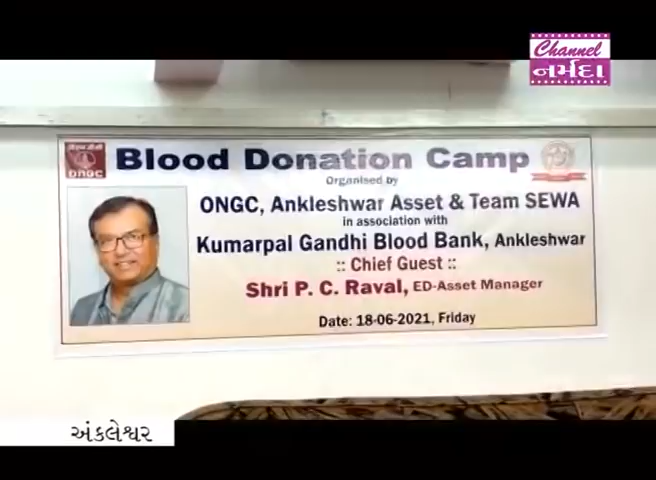 Channel
નર્મદા
ONGC
Blood Donation Camp
Organised by
ONGC, Ankleshwar Asset & Team SEWA
in association with
Kumarpal Gandhi Blood Bank, Ankleshwar
:: Chief Guest ::
Shri P. C. Raval, ED-Asset Manager
Date: 18-06-2021, Friday
અંકલેશ્વર